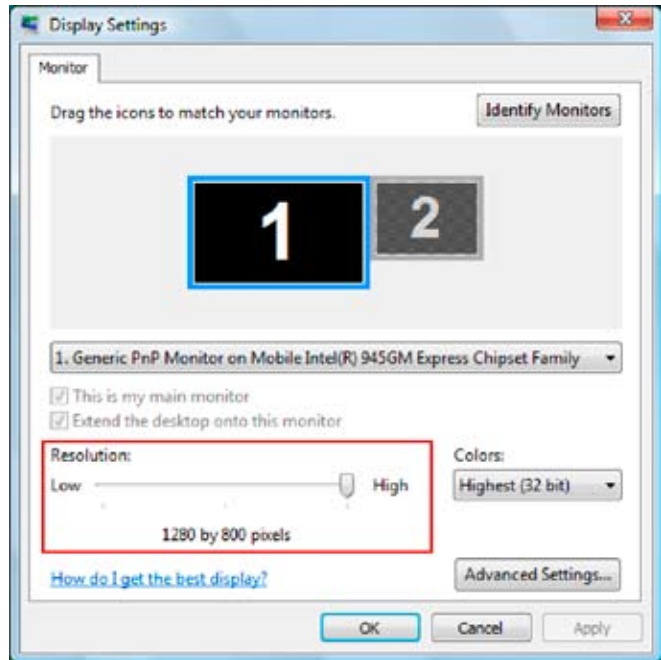 Display Settings
Monitor
Drag the icons to match your monitors.
Identify Monitors
1
2
1. Generic PnP Monitor on Mobile Intel(R) 945GM Express Chipset Family
This is my main monitor
Extend the desktop onto this monitor
Resolution:
Low
High
1280 by 800 pixels
Colors:
Highest (32 bit)
How do I get the best display?
Advanced Settings...
OK
Cancel
Apply